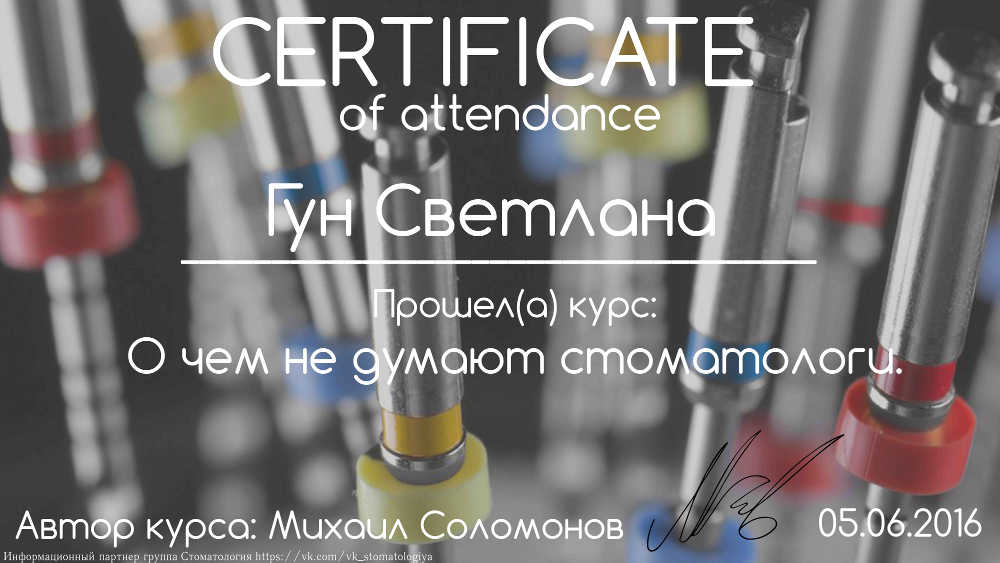 CERTIFICATE
of attendance
Гун Светлана
Прошел(а) курс:
О чем не думают стоматологи.
Автор курса: Михаил Соломонов
05.06.2016
Информационный партнер группа Стоматология https://vk.com/vk_stomatologiya